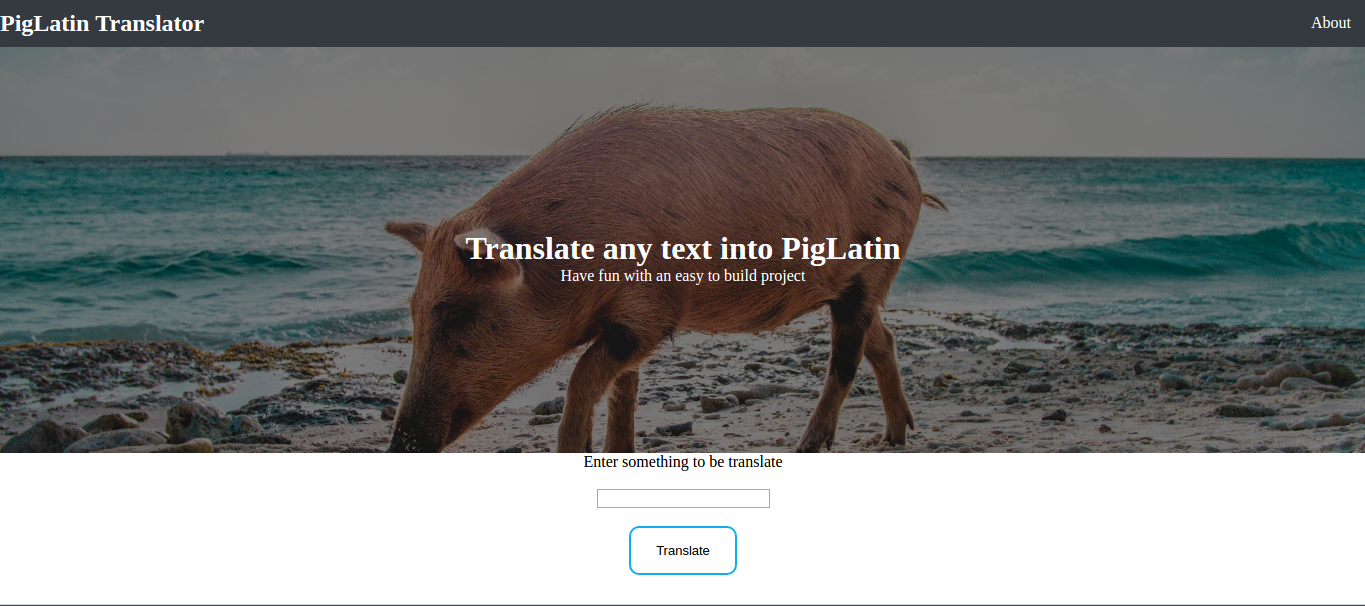 PigLatin Translator
About
Translate any text into PigLatin
Have fun with an easy to build project
Enter something to be translate
Translate